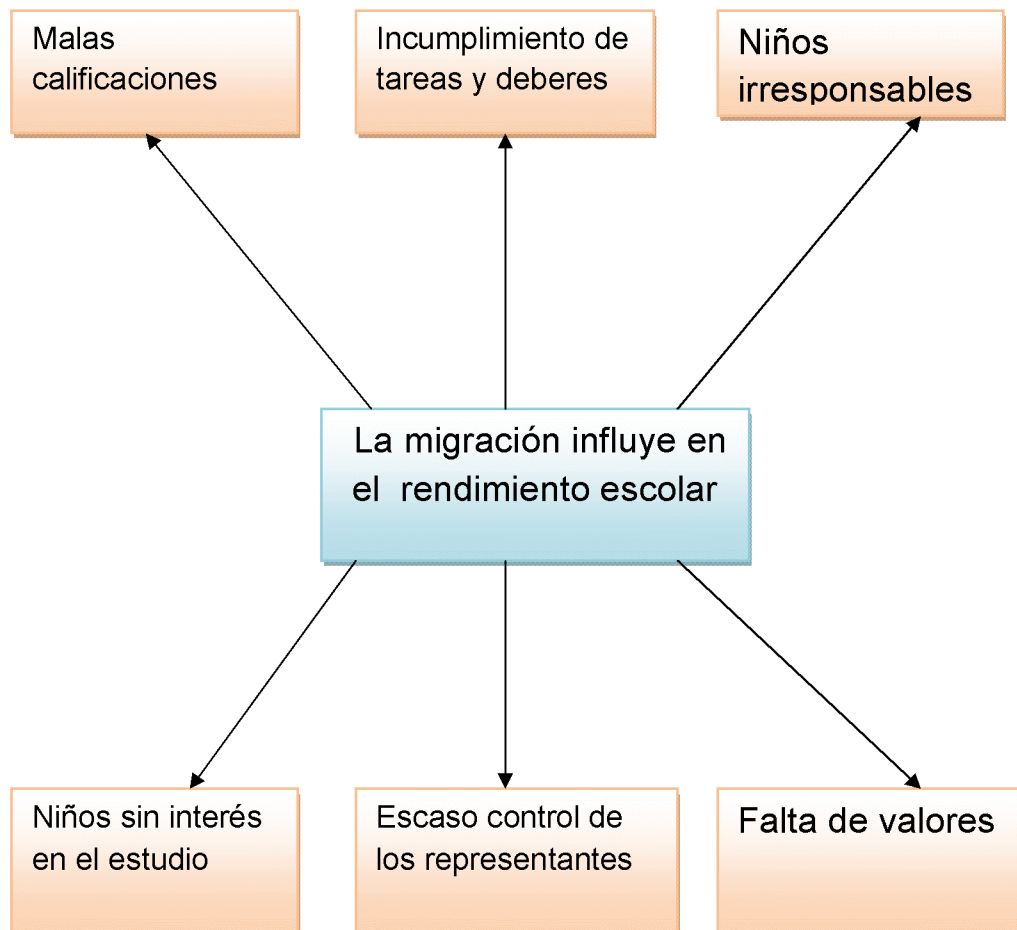 Malas
calificaciones
Incumplimiento de
tareas y deberes
Niños
irresponsables
La migración influye en
el rendimiento escolar
Niños sin interés
en el estudio
Escaso control de
los representantes
Falta de valores